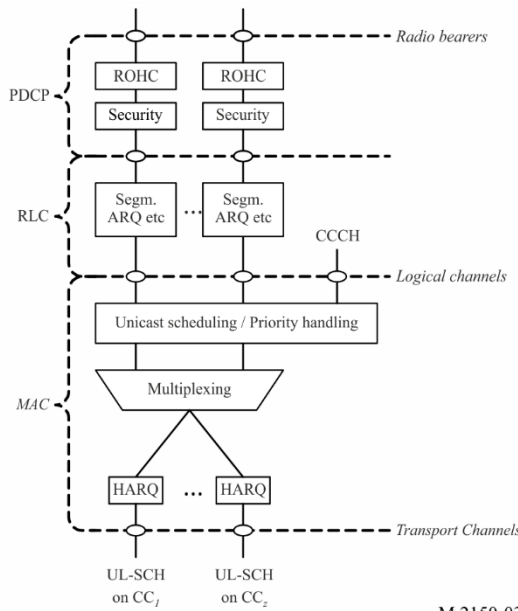 Radio bearers
ROHC ROHC
PDCP
Security Security
Segm. ARQ etc ... Segm. ARQ etc
RLC
CCCH
Logical channels
Unicast scheduling / Priority handling
Multiplexing
MAC
HARQ ... HARQ
Transport Channels
UL-SCH UL-SCH
on CC1 on CCz